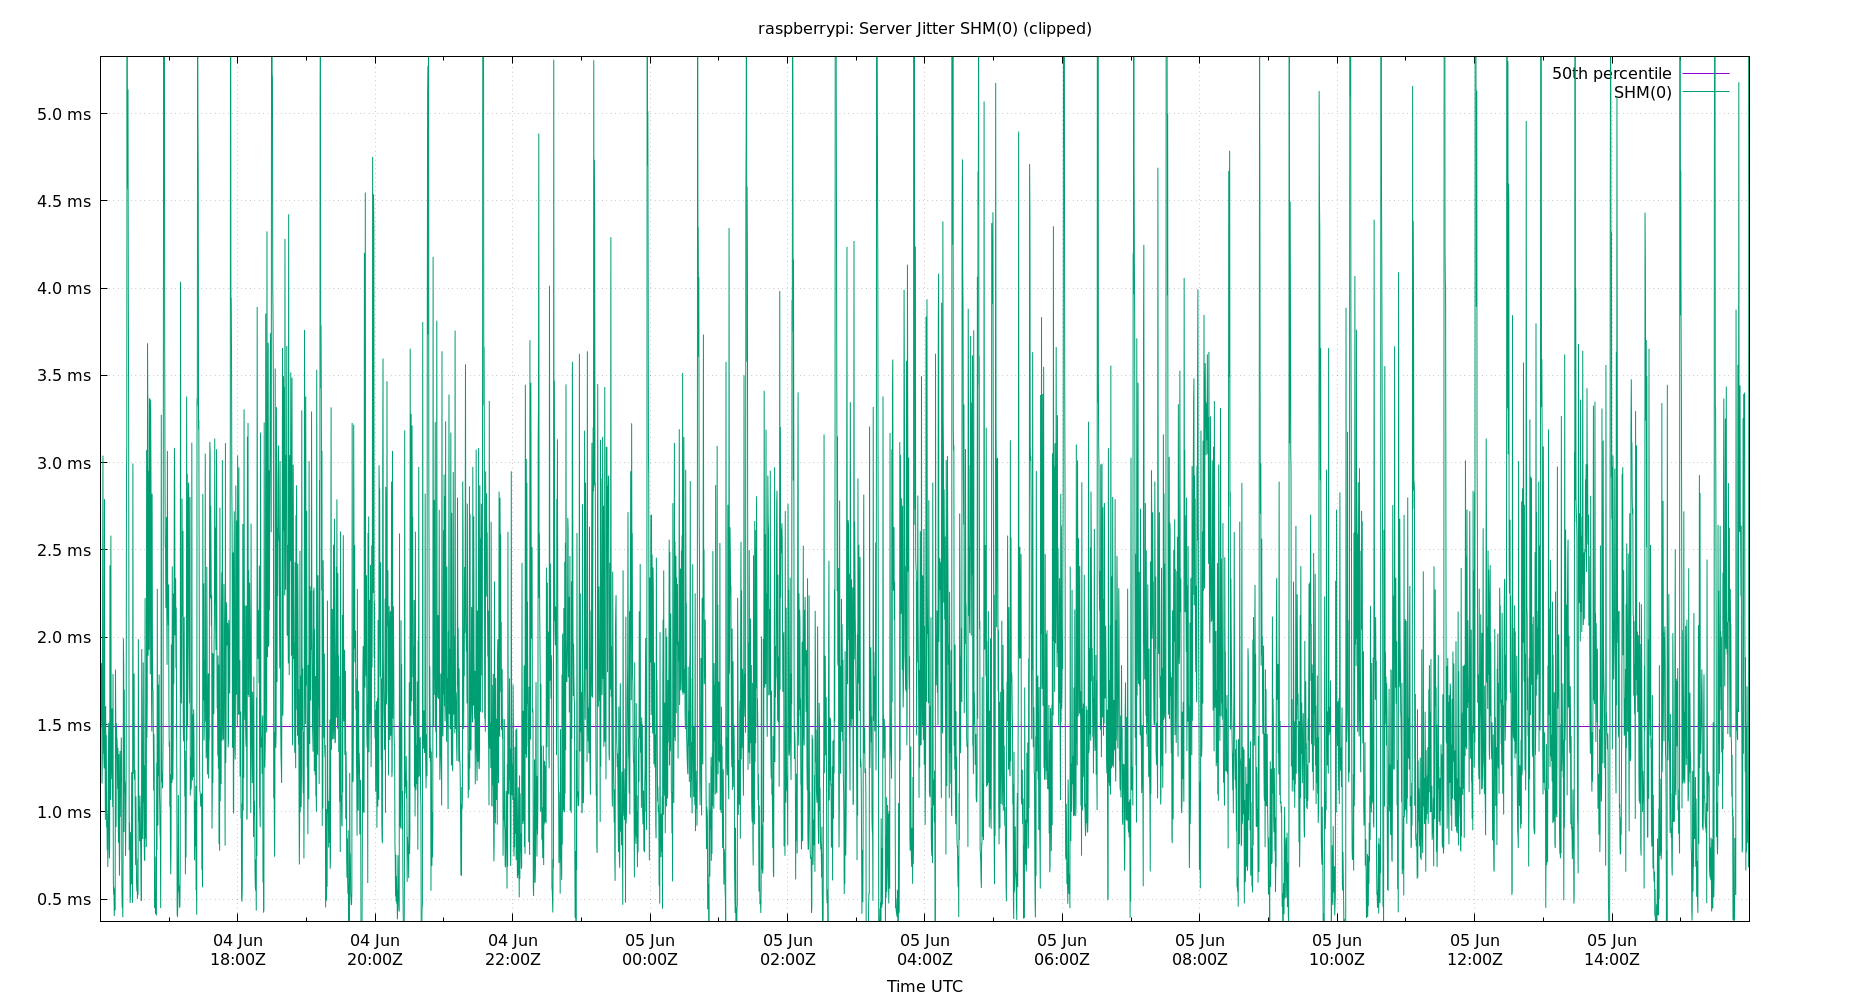 raspberrypi: Server Jitter SHM(0) (clipped)
50th percentile
SHM(0)
5.0 ms
4.5 ms
4.0 ms
3.5 ms
3.0 ms
2.5 ms
2.0 ms
1.5 ms
1.0 ms
0.5 ms
04 Jun 04 Jun 04 Jun 05 Jun 05 Jun 05 Jun 05 Jun 05 Jun 05 Jun 05 Jun 05 Jun
18:00Z 20:00Z 22:00Z 00:00Z 02:00Z 04:00Z 06:00Z 08:00Z 10:00Z 12:00Z 14:00Z
Time UTC